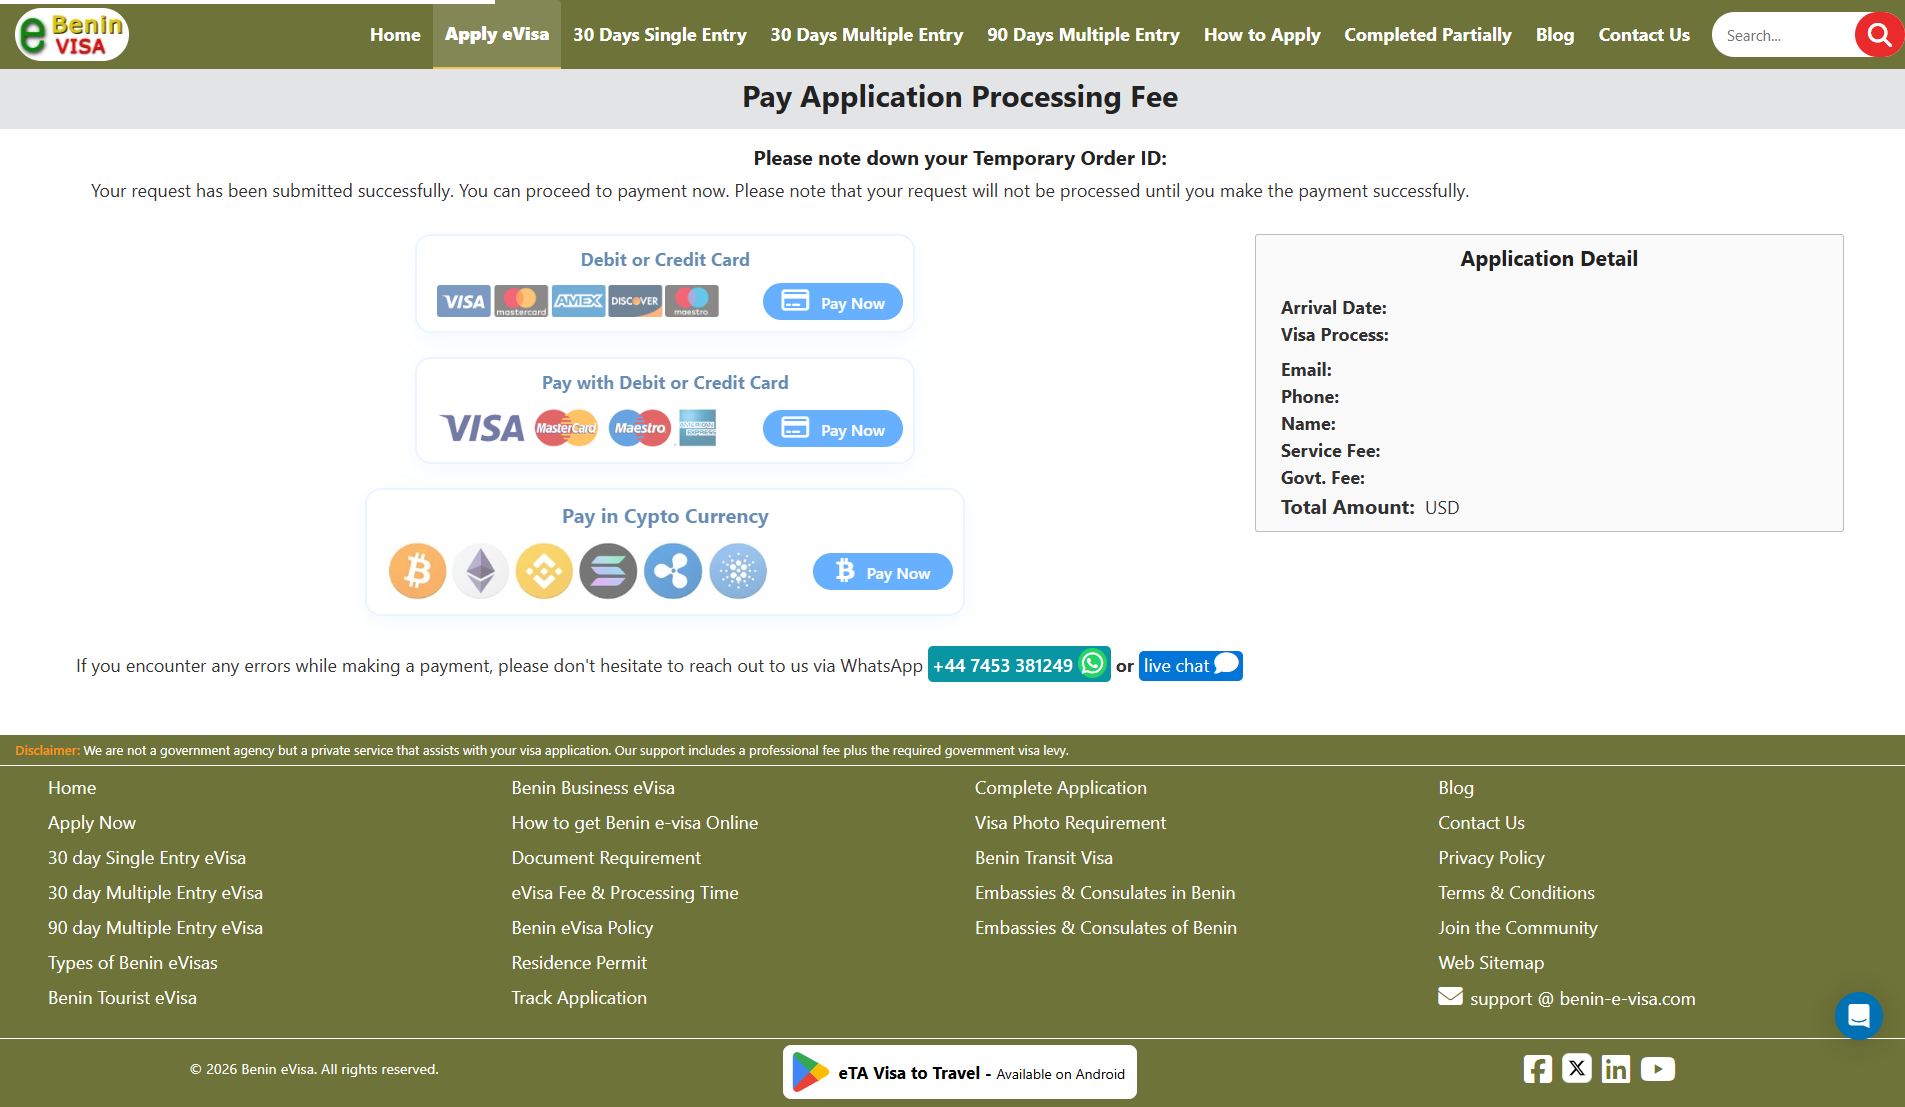 e Benin VISA
Home
Apply eVisa
30 Days Single Entry
30 Days Multiple Entry
90 Days Multiple Entry
How to Apply
Completed Partially
Blog
Contact Us
Search...
Pay Application Processing Fee
Please note down your Temporary Order ID:
Your request has been submitted successfully. You can proceed to payment now. Please note that your request will not be processed until you make the payment successfully.
Debit or Credit Card
VISA mastercard AMEX DISCOVER maestro
Pay Now
Pay with Debit or Credit Card
VISA MasterCard Maestro AMERICAN EXPRESS
Pay Now
Pay in Cypto Currency
Pay Now
Application Detail
Arrival Date:
Visa Process:
Email:
Phone:
Name:
Service Fee:
Govt. Fee:
Total Amount: USD
If you encounter any errors while making a payment, please don't hesitate to reach out to us via WhatsApp +44 7453 381249 or live chat
Disclaimer: We are not a government agency but a private service that assists with your visa application. Our support includes a professional fee plus the required government visa levy.
Home
Apply Now
30 day Single Entry eVisa
30 day Multiple Entry eVisa
90 day Multiple Entry eVisa
Types of Benin eVisas
Benin Tourist eVisa
Benin Business eVisa
How to get Benin e-visa Online
Document Requirement
eVisa Fee & Processing Time
Benin eVisa Policy
Residence Permit
Track Application
Complete Application
Visa Photo Requirement
Benin Transit Visa
Embassies & Consulates in Benin
Embassies & Consulates of Benin
Blog
Contact Us
Privacy Policy
Terms & Conditions
Join the Community
Web Sitemap
support @ benin-e-visa.com
© 2026 Benin eVisa. All rights reserved.
eTA Visa to Travel - Available on Android